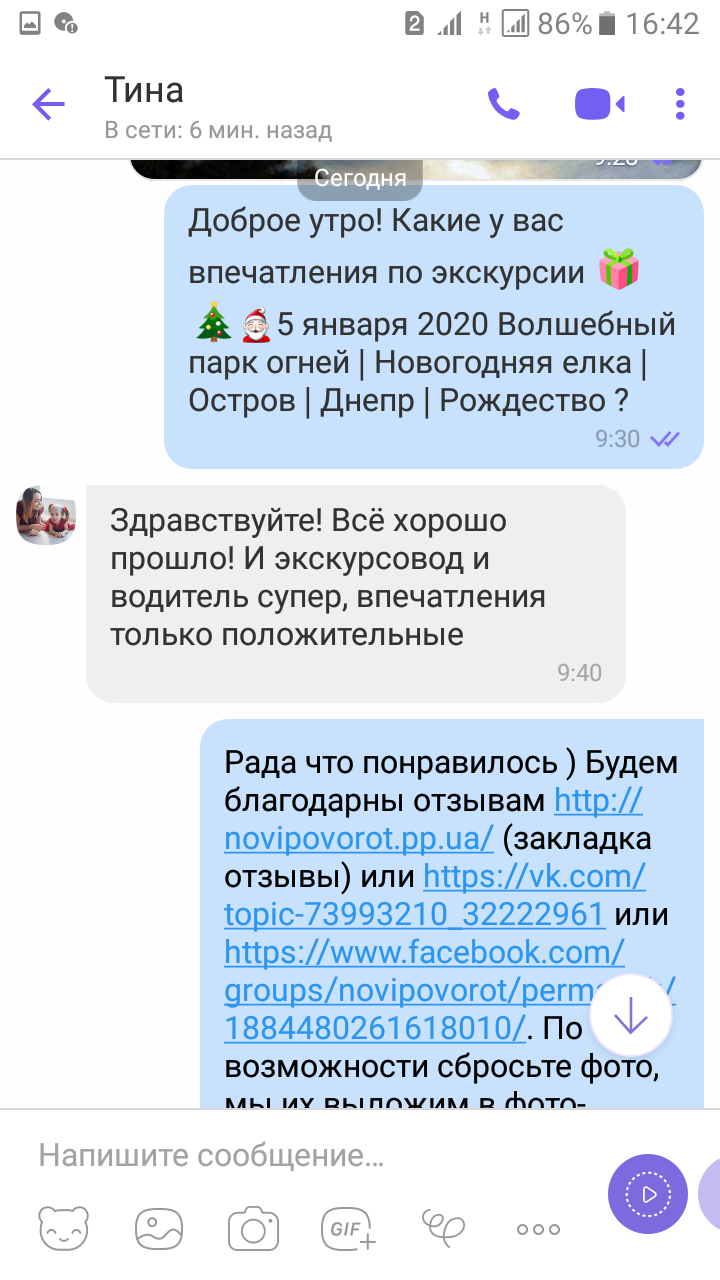 2 H 86% 16:42
Тина
В сети: 6 мин. назад
Сегодня
Доброе утро! Какие у вас
впечатления по экскурсии 🎁
🎄🎅5 января 2020 Волшебный
парк огней | Новогодняя елка |
Остров | Днепр | Рождество ?
9:30
Здравствуйте! Всё хорошо
прошло! И экскурсовод и
водитель супер, впечатления
только положительные
9:40
Рада что понравилось ) Будем
благодарны отзывам http://
novipovorot.pp.ua/ (закладка
отзывы) или https://vk.com/
topic-73993210_32222961 или
https://www.facebook.com/
groups/novipovorot/perm
1884480261618010/. По
возможности сбросьте фото,
мы их выложим в фото-
Напишите сообщение...
GIF